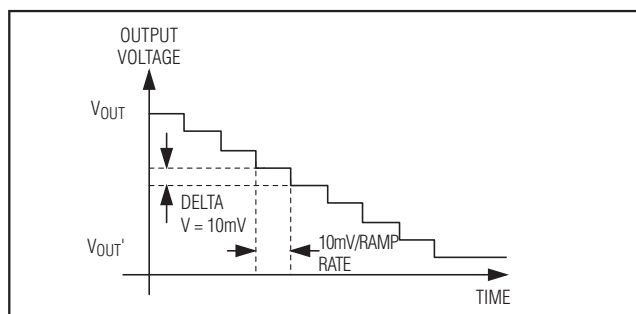 OUTPUT
VOLTAGE
VOUT
DELTA
V = 10mV
10mV/RAMP
RATE
VOUT'
TIME